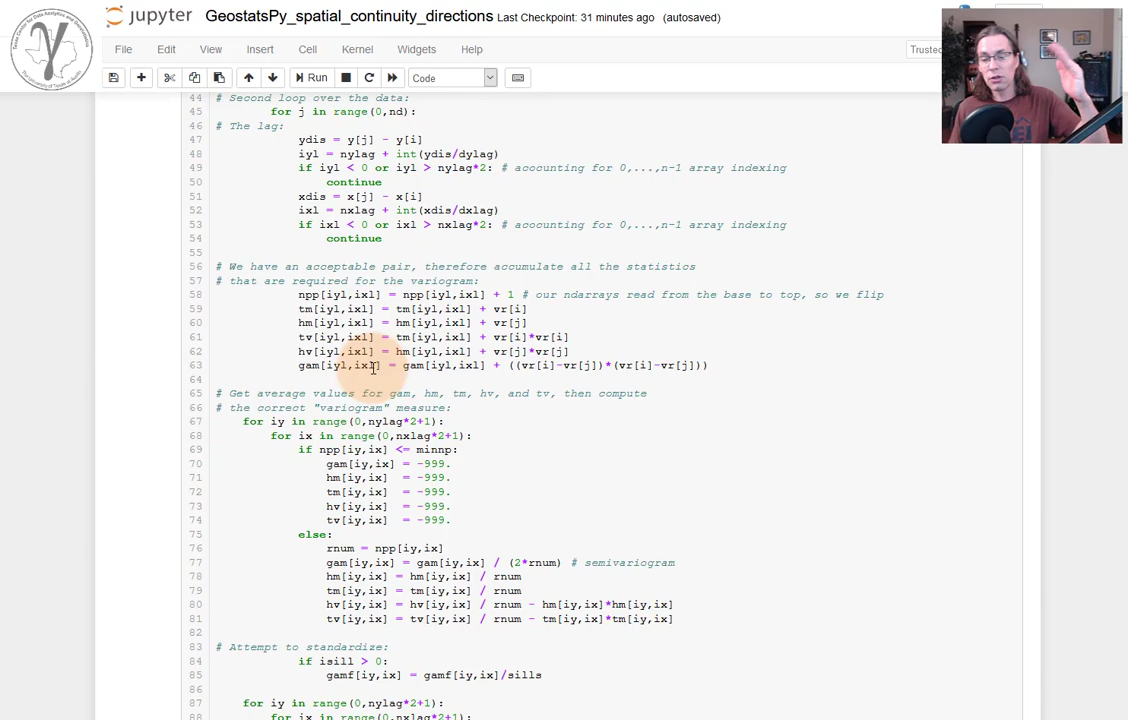 jupyter GeostatsPy_spatial_continuity_directions Last Checkpoint: 31 minutes ago (autosaved)
File Edit View Insert Cell Kernel Widgets Help Trusted
Run Code
44 # Second loop over the data:
45 for j in range(0,nd):
46 # The lag:
47 ydis = y[j] - y[i]
48 iyl = nylag + int(ydis/dylag)
49 if iyl < 0 or iyl > nylag*2: # acocunting for 0,...,n-1 array indexing
50 continue
51 xdis = x[j] - x[i]
52 ixl = nxlag + int(xdis/dxlag)
53 if ixl < 0 or ixl > nxlag*2: # acocunting for 0,...,n-1 array indexing
54 continue
55
56 # We have an acceptable pair, therefore accumulate all the statistics
57 # that are required for the variogram:
58 npp[iyl,ixl] = npp[iyl,ixl] + 1 # our ndarrays read from the base to top, so we flip
59 tm[iyl,ixl] = tm[iyl,ixl] + vr[i]
60 hm[iyl,ixl] = hm[iyl,ixl] + vr[j]
61 tv[iyl,ixl] = tm[iyl,ixl] + vr[i]*vr[i]
62 hv[iyl,ixl] = hm[iyl,ixl] + vr[j]*vr[j]
63 gam[iyl,ixl] = gam[iyl,ixl] + ((vr[i]-vr[j])*(vr[i]-vr[j]))
64
65 # Get average values for gam, hm, tm, hv, and tv, then compute
66 # the correct "variogram" measure:
67 for iy in range(0,nylag*2+1):
68 for ix in range(0,nxlag*2+1):
69 if npp[iy,ix] <= minnp:
70 gam[iy,ix] = -999.
71 hm[iy,ix] = -999.
72 tm[iy,ix] = -999.
73 hv[iy,ix] = -999.
74 tv[iy,ix] = -999.
75 else:
76 rnum = npp[iy,ix]
77 gam[iy,ix] = gam[iy,ix] / (2*rnum) # semivariogram
78 hm[iy,ix] = hm[iy,ix] / rnum
79 tm[iy,ix] = tm[iy,ix] / rnum
80 hv[iy,ix] = hv[iy,ix] / rnum - hm[iy,ix]*hm[iy,ix]
81 tv[iy,ix] = tv[iy,ix] / rnum - tm[iy,ix]*tm[iy,ix]
82
83 # Attempt to standardize:
84 if isill > 0:
85 gamf[iy,ix] = gamf[iy,ix]/sills
86
87 for iy in range(0,nylag*2+1):
88 for ix in range(0,nxlag*2+1):